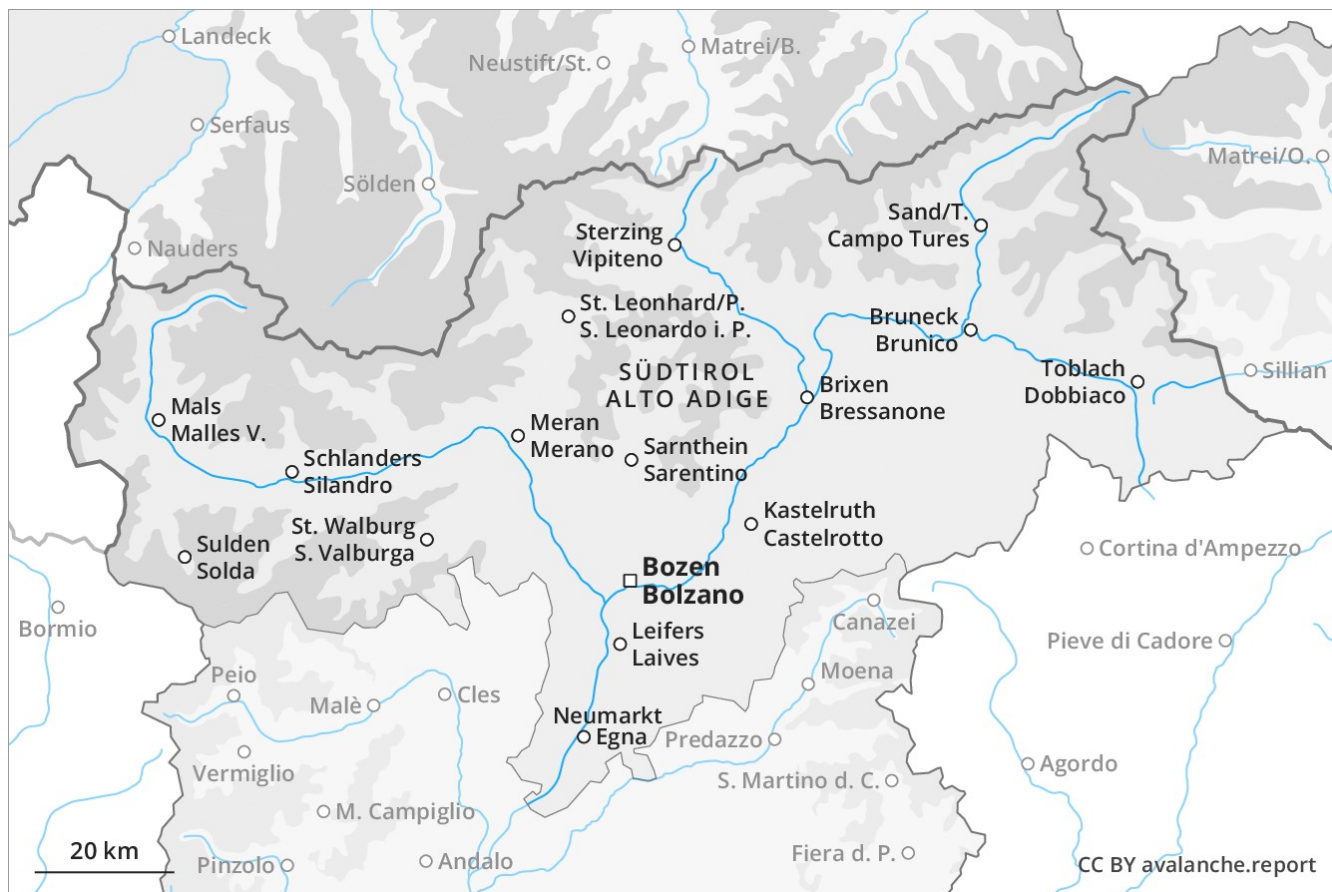 Landeck
Matrei/B.
Neustift/St.
Serfaus
Matrei/O.
Sölden
Sand/T.
Campo Tures
Nauders
Sterzing
Vipiteno
St. Leonhard/P.
S. Leonardo i. P.
Bruneck
Brunico
SÜDTIROL
ALTO ADIGE
Toblach
Dobbiaco
Sillian
Brixen
Bressanone
Mals
Malles V.
Meran
Merano
Schlanders
Silandro
Sarnthein
Sarentino
St. Walburg
S. Valburga
Kastelruth
Castelrotto
Sulden
Solda
Cortina d'Ampezzo
Bozen
Bolzano
Bormio
Canazei
Leifers
Laives
Pieve di Cadore
Peio
Moena
Malè
Cles
Neumarkt
Egna
Predazzo
Vermiglio
Agordo
S. Martino d. C.
M. Campiglio
20 km
Pinzolo
Andalo
Fiera d. P.
CC BY avalanche.report